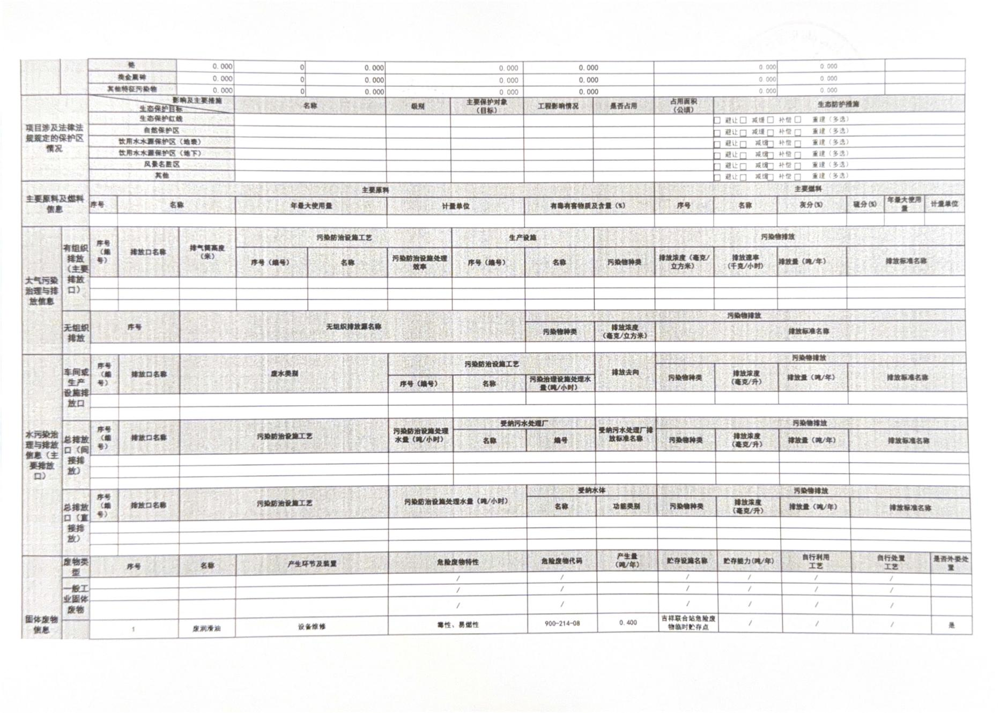 铬 0.000 0 0.000 0.000 0.000 0.000 0.000
类金属砷 0.000 0 0.000 0.000 0.000 0.000 0.000
其他特征污染物 0.000 0 0.000 0.000 0.000 0.000 0.000
项目涉及法律法规规定的保护区情况
影响及主要措施
生态保护目标
名称 级别 主要保护对象（目标） 工程影响情况 是否占用 占用面积（公顷） 生态防护措施
生态保护红线 □ 避让 □ 减缓 □ 补偿 □ 重建（多选）
自然保护区 □ 避让 □ 减缓 □ 补偿 □ 重建（多选）
饮用水水源保护区（地表） □ 避让 □ 减缓 □ 补偿 □ 重建（多选）
饮用水水源保护区（地下） □ 避让 □ 减缓 □ 补偿 □ 重建（多选）
风景名胜区 □ 避让 □ 减缓 □ 补偿 □ 重建（多选）
其他 □ 避让 □ 减缓 □ 补偿 □ 重建（多选）
主要原料及燃料信息
主要原料 主要燃料
序号 名称 年最大使用量 计量单位 有毒有害物质及含量（%） 序号 名称 灰分(%) 硫分(%) 年最大使用量 计量单位
大气污染治理与排放信息
有组织排放（主要排放口）
序号（编号） 排放口名称 排气筒高度（米） 污染防治设施工艺 生产设施 污染物排放
序号（编号） 名称 污染防治设施处理效率 序号（编号） 名称 污染物种类 排放浓度（毫克/立方米） 排放速率（千克/小时） 排放量（吨/年） 排放标准名称
无组织排放
序号 无组织排放源名称 污染物排放
污染物种类 排放浓度（毫克/立方米） 排放标准名称
水污染治理与排放信息（主要排放口）
车间或生产设施排放口
序号（编号） 排放口名称 废水类别 污染防治设施工艺 排放去向 污染物排放
序号（编号） 名称 污染治理设施处理水量(吨/小时) 污染物种类 排放浓度（毫克/升） 排放量（吨/年） 排放标准名称
总排放口（间接排放）
序号（编号） 排放口名称 污染防治设施工艺 污染防治设施处理水量（吨/小时） 受纳污水处理厂 受纳污水处理厂排放标准名称 污染物排放
名称 编号 污染物种类 排放浓度（毫克/升） 排放量（吨/年） 排放标准名称
总排放口（直接排放）
序号（编号） 排放口名称 污染防治设施工艺 污染防治设施处理水量（吨/小时） 受纳水体 污染物排放
名称 功能类别 污染物种类 排放浓度（毫克/升） 排放量（吨/年） 排放标准名称
固体废物信息
废物类型 序号 名称 产生环节及装置 危险废物特性 危险废物代码 产生量（吨/年） 贮存设施名称 贮存能力(吨/年) 自行利用工艺 自行处置工艺 是否外委处置
一般工业固体废物
/ / / / / /
/ / / / / /
/ / / / / /
1 废润滑油 设备维修 毒性、易燃性 900-214-08 0.400 吉祥联合站危险废物临时贮存点 / / / 是